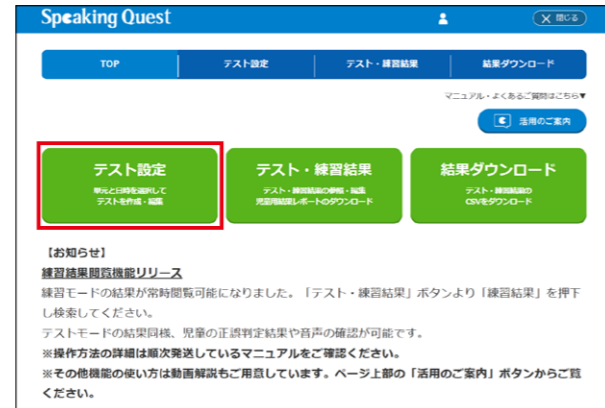 Speaking Quest
閉じる
TOP テスト設定 テスト・練習結果 結果ダウンロード
マニュアル・よくあるご質問はこちら▼
活用のご案内
テスト設定
単元と日時を選択して
テストを作成・編集
テスト・練習結果
テスト・練習結果の参照・編集
児童用結果レポートのダウンロード
結果ダウンロード
テスト・練習結果の
CSVをダウンロード
【お知らせ】
練習結果閲覧機能リリース
練習モードの結果が常時閲覧可能になりました。「テスト・練習結果」ボタンより「練習結果」を押下
し検索してください。
テストモードの結果同様、児童の正誤判定結果や音声の確認が可能です。
※操作方法の詳細は順次発送しているマニュアルをご確認ください。
※その他機能の使い方は動画解説もご用意しています。ページ上部の「活用のご案内」ボタンからご覧
ください。